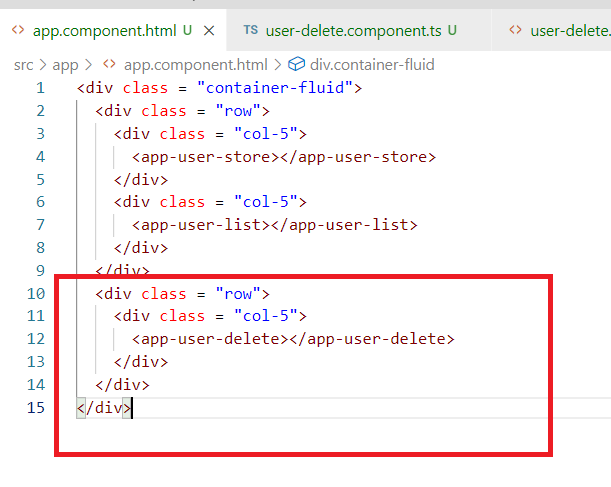 <> app.component.html U ×
TS user-delete.component.ts U
<> user-delete.
src > app > <> app.component.html > div.container-fluid
1 <div class = "container-fluid">
2 <div class = "row">
3 <div class = "col-5">
4 <app-user-store></app-user-store>
5 </div>
6 <div class = "col-5">
7 <app-user-list></app-user-list>
8 </div>
9 </div>
10 <div class = "row">
11 <div class = "col-5">
12 <app-user-delete></app-user-delete>
13 </div>
14 </div>
15 </div>